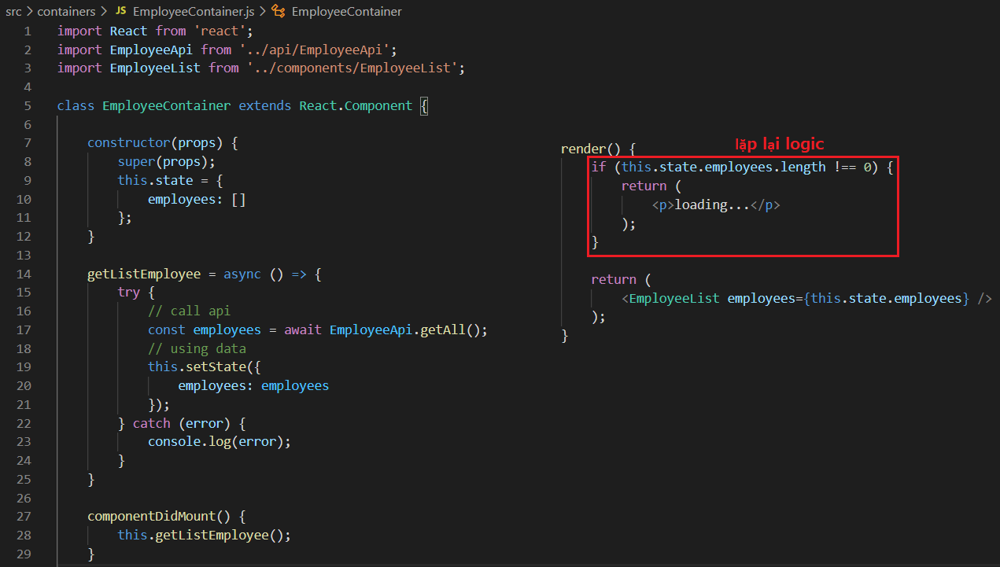 src > containers > JS EmployeeContainer.js > EmployeeContainer
1 import React from 'react';
2 import EmployeeApi from '../api/EmployeeApi';
3 import EmployeeList from '../components/EmployeeList';
4
5 class EmployeeContainer extends React.Component {
6
7 constructor(props) {
8 super(props);
9 this.state = {
10 employees: []
11 };
12 }
13
14 getListEmployee = async () => {
15 try {
16 // call api
17 const employees = await EmployeeApi.getAll();
18 // using data
19 this.setState({
20 employees: employees
21 });
22 } catch (error) {
23 console.log(error);
24 }
25 }
26
27 componentDidMount() {
28 this.getListEmployee();
29 }
lặp lại logic
render() {
if (this.state.employees.length !== 0) {
return (
<p>loading...</p>
);
}
return (
<EmployeeList employees={this.state.employees} />
);
}